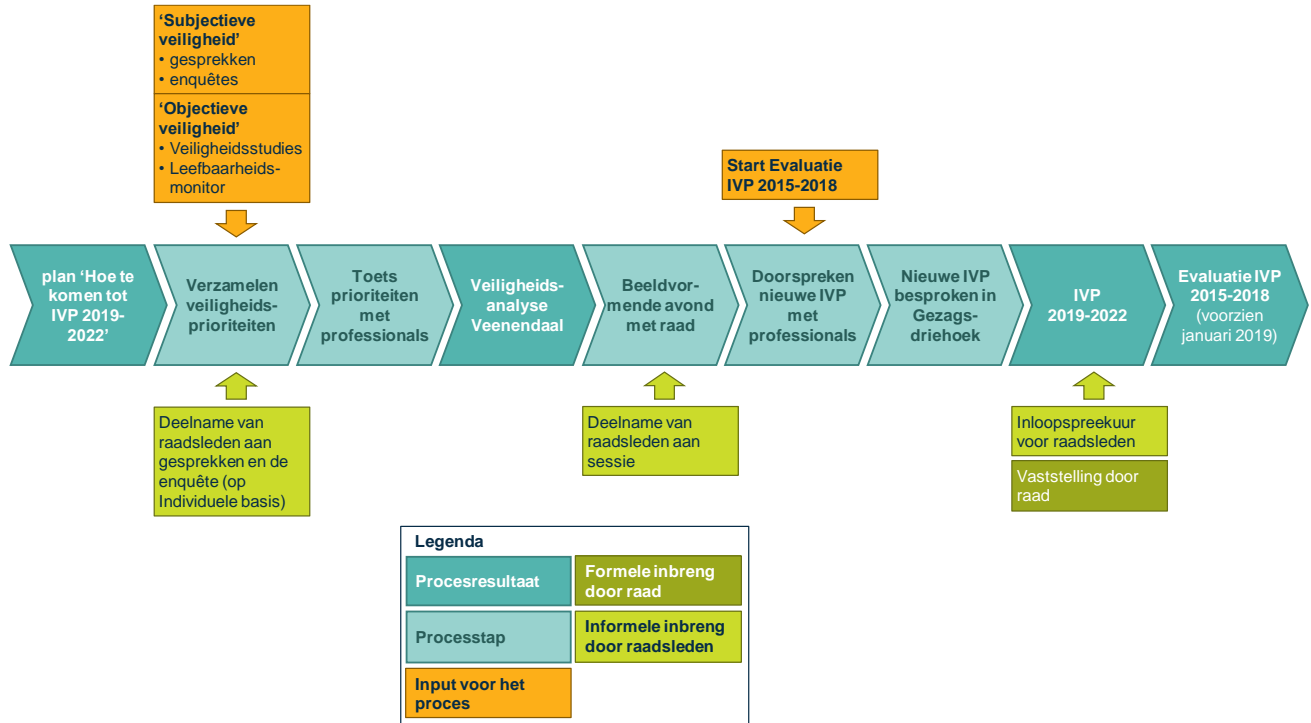 ‘Subjectieve
veiligheid’
• gesprekken
• enquêtes
‘Objectieve
veiligheid’
• Veiligheidsstudies
• Leefbaarheids-
monitor
Start Evaluatie
IVP 2015-2018
plan ‘Hoe te
komen tot
IVP 2019-
2022’
Verzamelen
veiligheids-
prioriteiten
Toets
prioriteiten
met
professionals
Veiligheids-
analyse
Veenendaal
Beeldvor-
mende avond
met raad
Doorspreken
nieuwe IVP
met
professionals
Nieuwe IVP
besproken in
Gezags-
driehoek
IVP
2019-2022
Evaluatie IVP
2015-2018
(voorzien
januari 2019)
Deelname van
raadsleden aan
gesprekken en de
enquête (op
Individuele basis)
Deelname van
raadsleden aan
sessie
Inloopspreekuur
voor raadsleden
Vaststelling door
raad
Legenda
Procesresultaat
Formele inbreng
door raad
Processtap
Informele inbreng
door raadsleden
Input voor het
proces